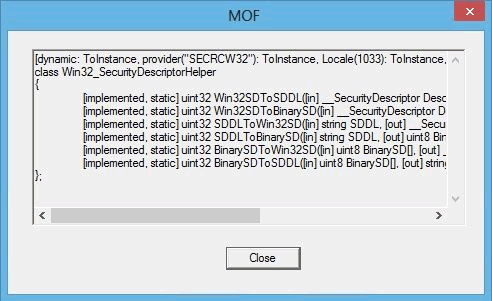 MOF
[dynamic: ToInstance, provider("SECRCW32"): ToInstance, Locale(1033): ToInstance,
class Win32_SecurityDescriptorHelper
{
[implemented, static] uint32 Win32SDToSDDL([in] __SecurityDescriptor Desc
[implemented, static] uint32 Win32SDToBinarySD([in] __SecurityDescriptor D
[implemented, static] uint32 SDDLToWin32SD([in] string SDDL, [out] __Secu
[implemented, static] uint32 SDDLToBinarySD([in] string SDDL, [out] uint8 Bin
[implemented, static] uint32 BinarySDToWin32SD([in] uint8 BinarySD[], [out] _
[implemented, static] uint32 BinarySDToSDDL([in] uint8 BinarySD[], [out] string
};
Close